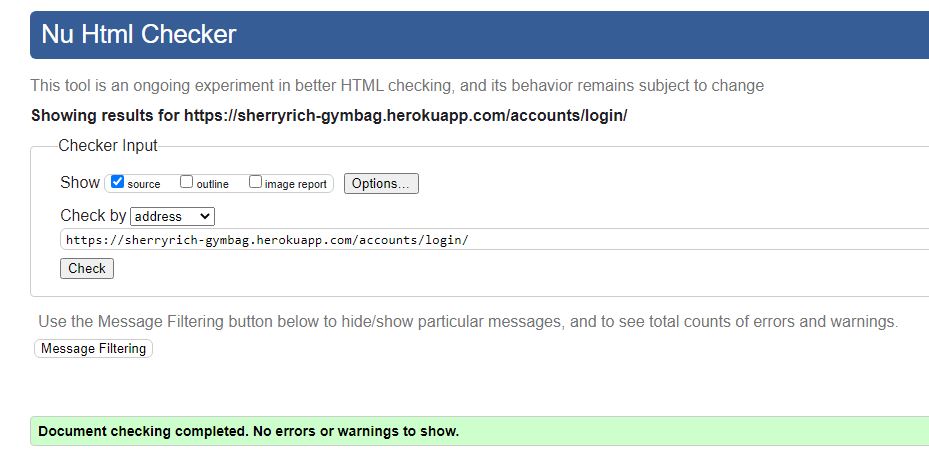 Nu Html Checker
This tool is an ongoing experiment in better HTML checking, and its behavior remains subject to change
Showing results for https://sherryrich-gymbag.herokuapp.com/accounts/login/
Checker Input
Show source outline image report Options...
Check by address
https://sherryrich-gymbag.herokuapp.com/accounts/login/
Check
Use the Message Filtering button below to hide/show particular messages, and to see total counts of errors and warnings.
Message Filtering
Document checking completed. No errors or warnings to show.